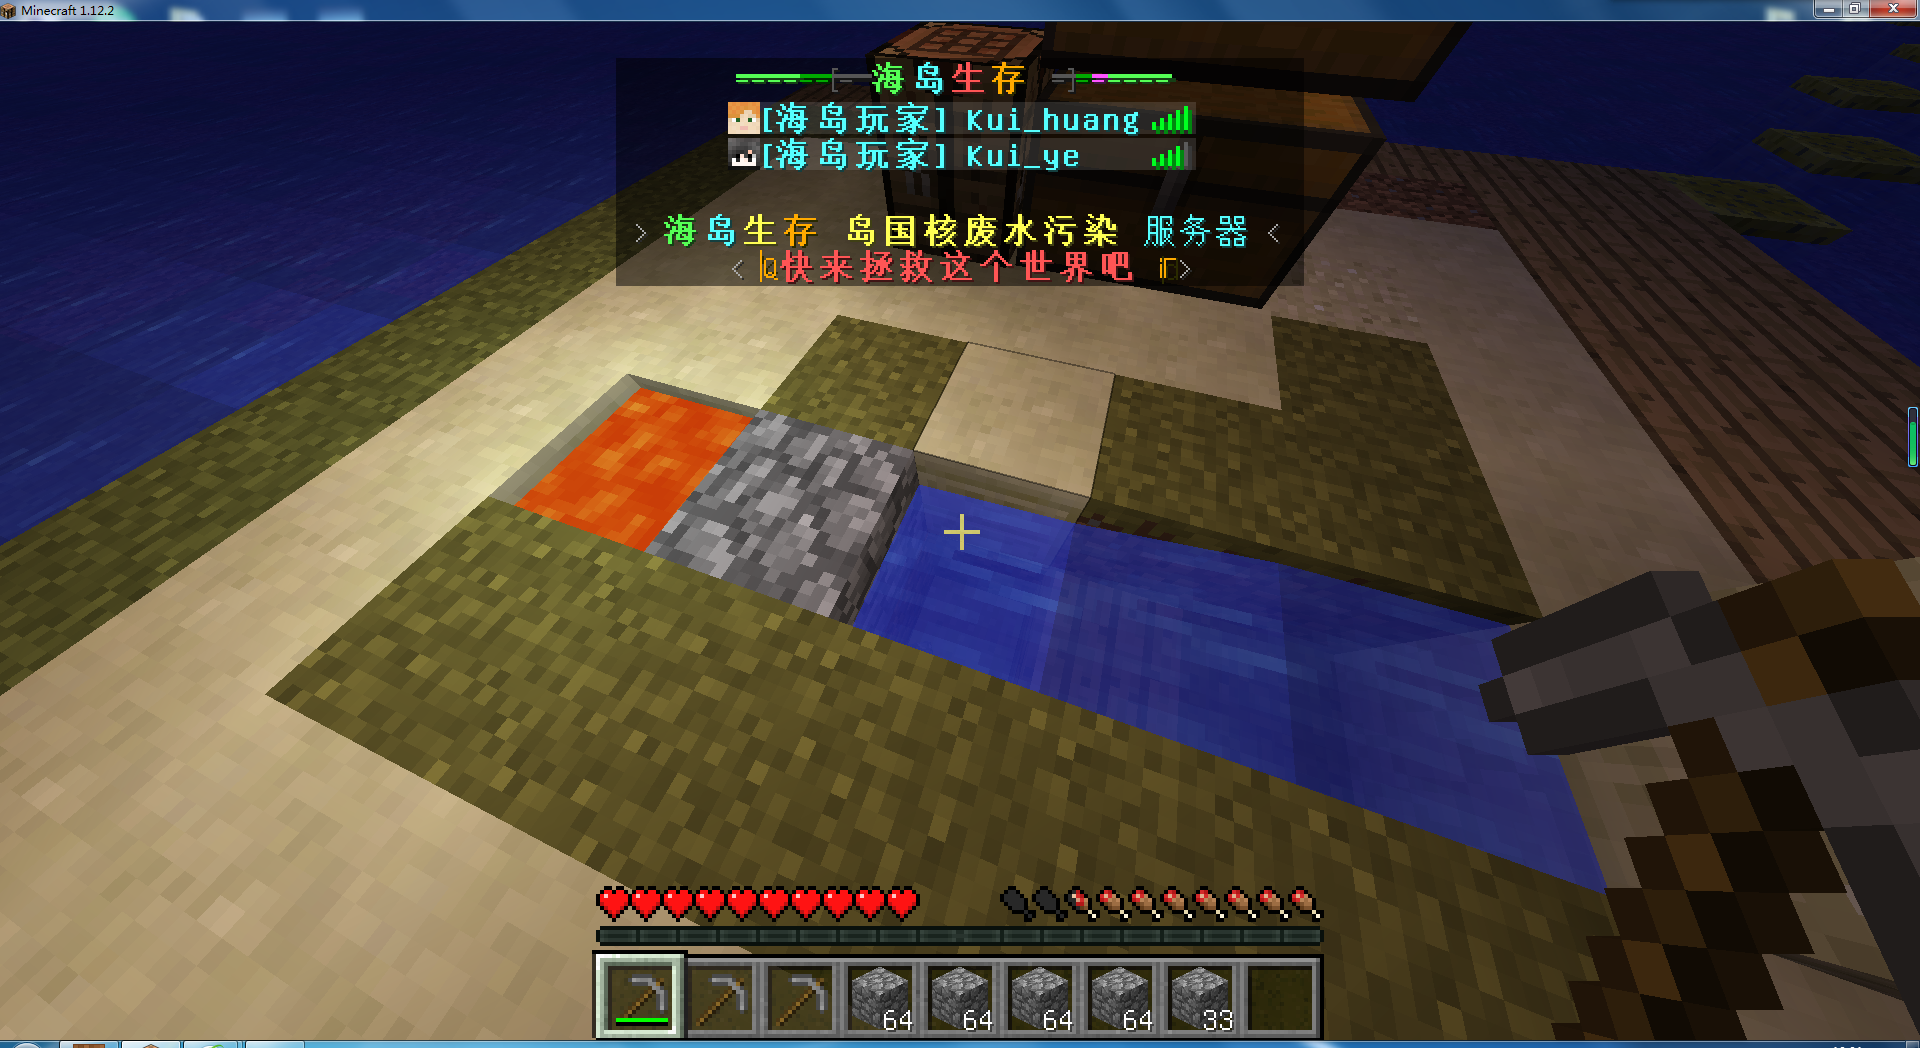 Minecraft 1.12.2
海岛生存
[海岛玩家] Kui_huang
[海岛玩家] Kui_ye
> 海岛生存 岛国核废水污染 服务器 <
< 快来拯救这个世界吧 >
64 64 64 64 33